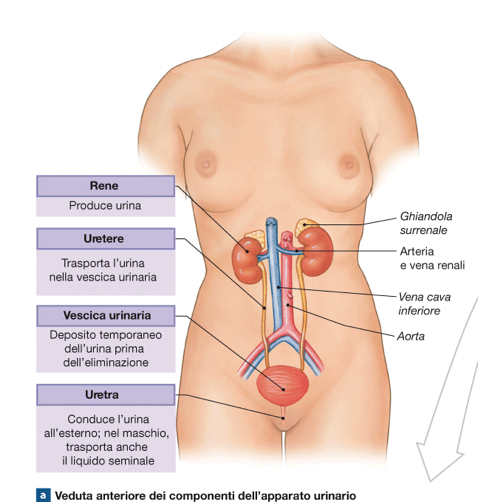 Rene
Produce urina
Uretere
Trasporta l'urina
nella vescica urinaria
Vescica urinaria
Deposito temporaneo
dell'urina prima
dell'eliminazione
Uretra
Conduce l'urina
all'esterno; nel maschio,
trasporta anche
il liquido seminale
Ghiandola
surrenale
Arteria
e vena renali
Vena cava
inferiore
Aorta
a Veduta anteriore dei componenti dell'apparato urinario